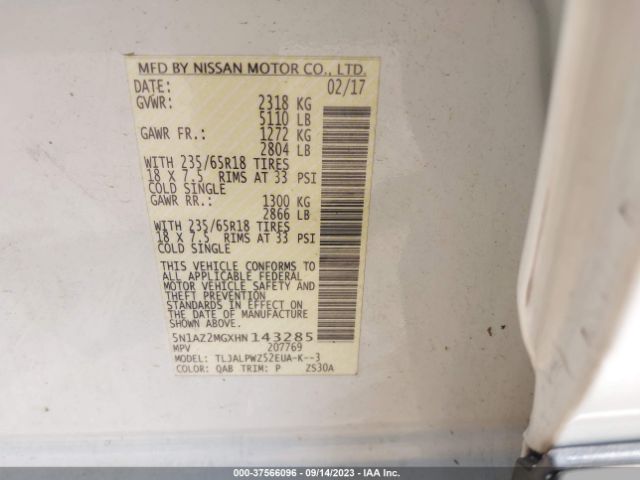 MFD BY NISSAN MOTOR CO., LTD.
DATE: 02/17
GVWR: 2318 KG
5110 LB
GAWR FR.: 1272 KG
2804 LB
WITH 235/65R18 TIRES
18 X 7.5 RIMS AT 33 PSI
COLD SINGLE
GAWR RR.: 1300 KG
2866 LB
WITH 235/65R18 TIRES
18 X 7.5 RIMS AT 33 PSI
COLD SINGLE
THIS VEHICLE CONFORMS TO
ALL APPLICABLE FEDERAL
MOTOR VEHICLE SAFETY AND
THEFT PREVENTION
STANDARDS IN EFFECT ON
THE DATE OF MANUFACTURE
SHOWN ABOVE.
5N1AZ2MGXHN143285
MPV 207769
MODEL: TLJALPWZ52EUA-K--3
COLOR: QAB TRIM: P ZS30A
000-37566096 - 09/14/2023 - IAA Inc.